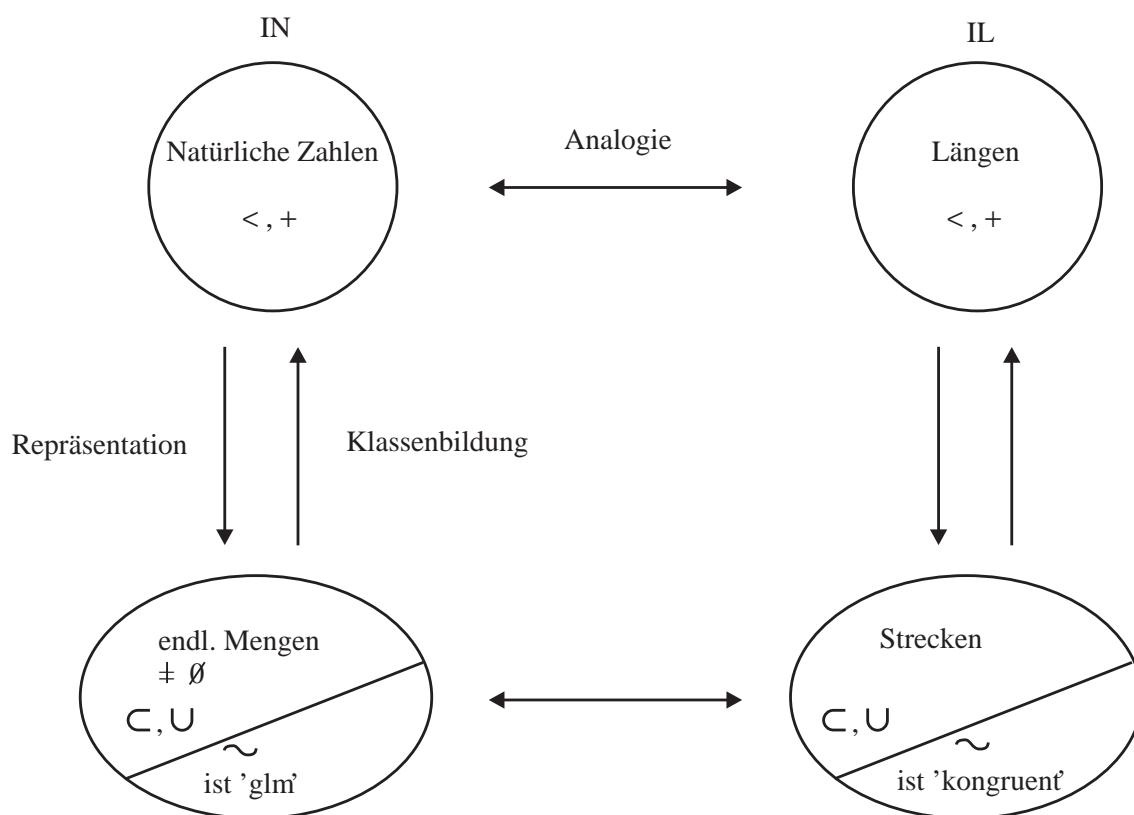 IN
IL
Natürliche Zahlen
< , +
Analogie
Längen
< , +
Repräsentation
Klassenbildung
endl. Mengen
≠ Ø
⊂, ∪
∼
ist ’glm’
Strecken
⊂, ∪
∼
ist ’kongruent’